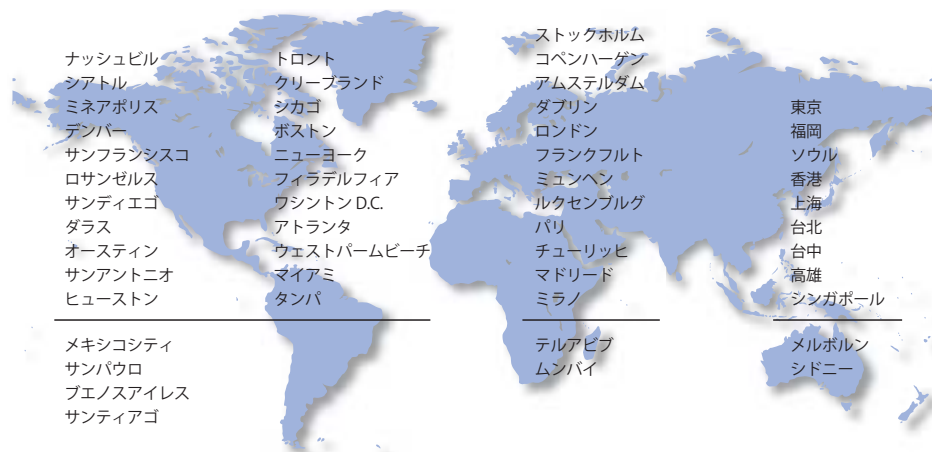 ナッシュビル
シアトル
ミネアポリス
デンバー
サンフランシスコ
ロサンゼルス
サンディエゴ
ダラス
オースティン
サンアントニオ
ヒューストン
トロント
クリーブランド
シカゴ
ボストン
ニューヨーク
フィラデルフィア
ワシントン D.C.
アトランタ
ウェストパームビーチ
マイアミ
タンパ
メキシコシティ
サンパウロ
ブエノスアイレス
サンティアゴ
ストックホルム
コペンハーゲン
アムステルダム
ダブリン
ロンドン
フランクフルト
ミュンヘン
ルクセンブルグ
パリ
チューリッヒ
マドリード
ミラノ
テルアビブ
ムンバイ
東京
福岡
ソウル
香港
上海
台北
台中
高雄
シンガポール
メルボルン
シドニー